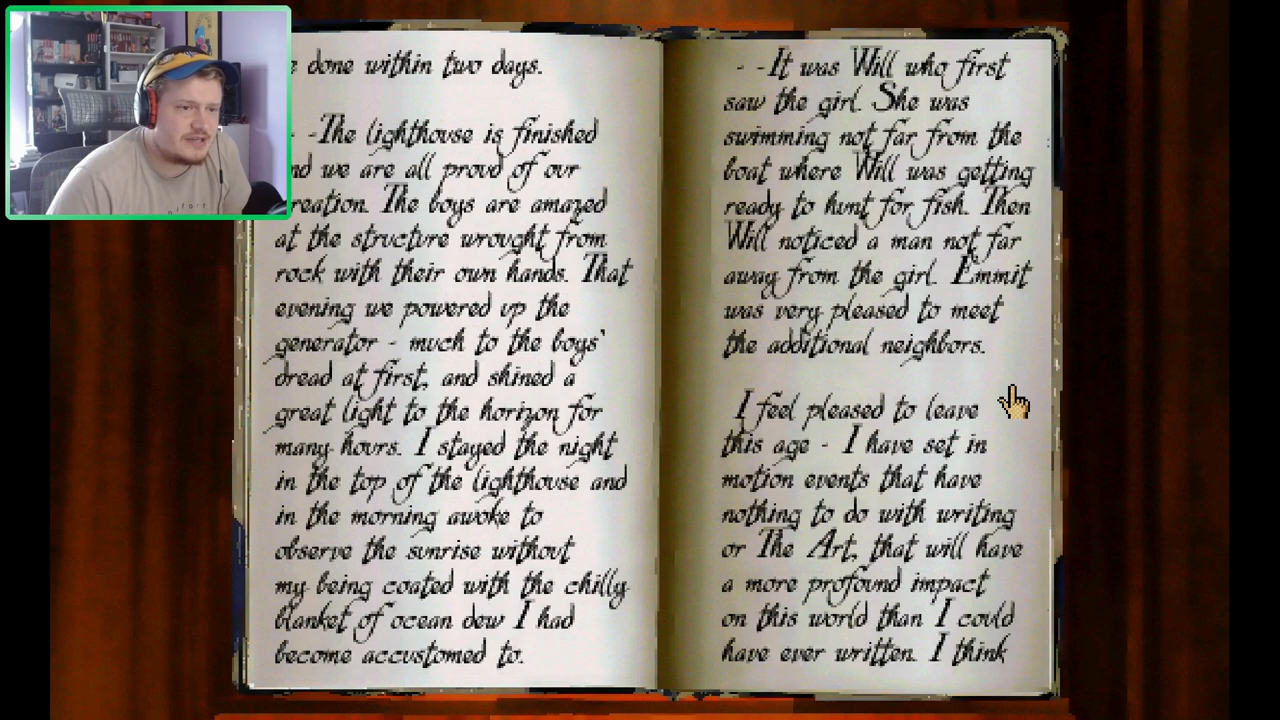 done within two days.
- -The lighthouse is finished
we are all proud of our
The boys are amazed
at the structure wrought from
rock with their own hands. That
evening we powered up the
generator - much to the boys'
dread at first, and shined a
great light to the horizon for
many hours. I stayed the night
in the top of the lighthouse and
in the morning awoke to
observe the sunrise without
my being coated with the chilly
blanket of ocean dew I had
become accustomed to.
- -It was Will who first
saw the girl. She was
swimming not far from the
boat where Will was getting
ready to hunt for fish. Then
Will noticed a man not far
away from the girl. Emmit
was very pleased to meet
the additional neighbors.
I feel pleased to leave
this age - I have set in
motion events that have
nothing to do with writing
or The Art, that will have
a more profound impact
on this world than I could
have ever written. I think